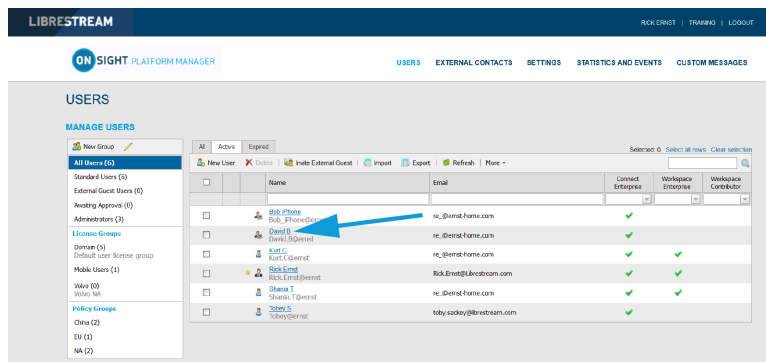 LIBRESTREAM
RICK ERNST | TRAINING | LOGOUT
ON SIGHT PLATFORM MANAGER
USERS EXTERNAL CONTACTS SETTINGS STATISTICS AND EVENTS CUSTOM MESSAGES
USERS
MANAGE USERS
New Group
All Users (6)
Standard Users (6)
External Guest Users (0)
Awaiting Approval (0)
Administrators (3)
License Groups
Domain (5)
Default user license group
Mobile Users (1)
Volvo (0)
Volvo NA
Policy Groups
China (2)
EU (1)
NA (2)
All Active Expired
Selected: 0 Select all rows Clear selection
New User Delete | Invite External Guest | Import Export | Refresh | More
Name Email Connect Enterprise Workspace Enterprise Workspace Contributor
Bob iPhone re_@ernst-home.com
David B re_@ernst-home.com
David.B@ernst
Kurt C re_@ernst-home.com
Kurt.C@ernst
Rick Ernst Rick.Ernst@Librestream.com
Rick.Ernst@ernst
Shania T re_@ernst-home.com
Shania.T@ernst
Tobey S toby.sackey@librestream.com
Tobey@ernst